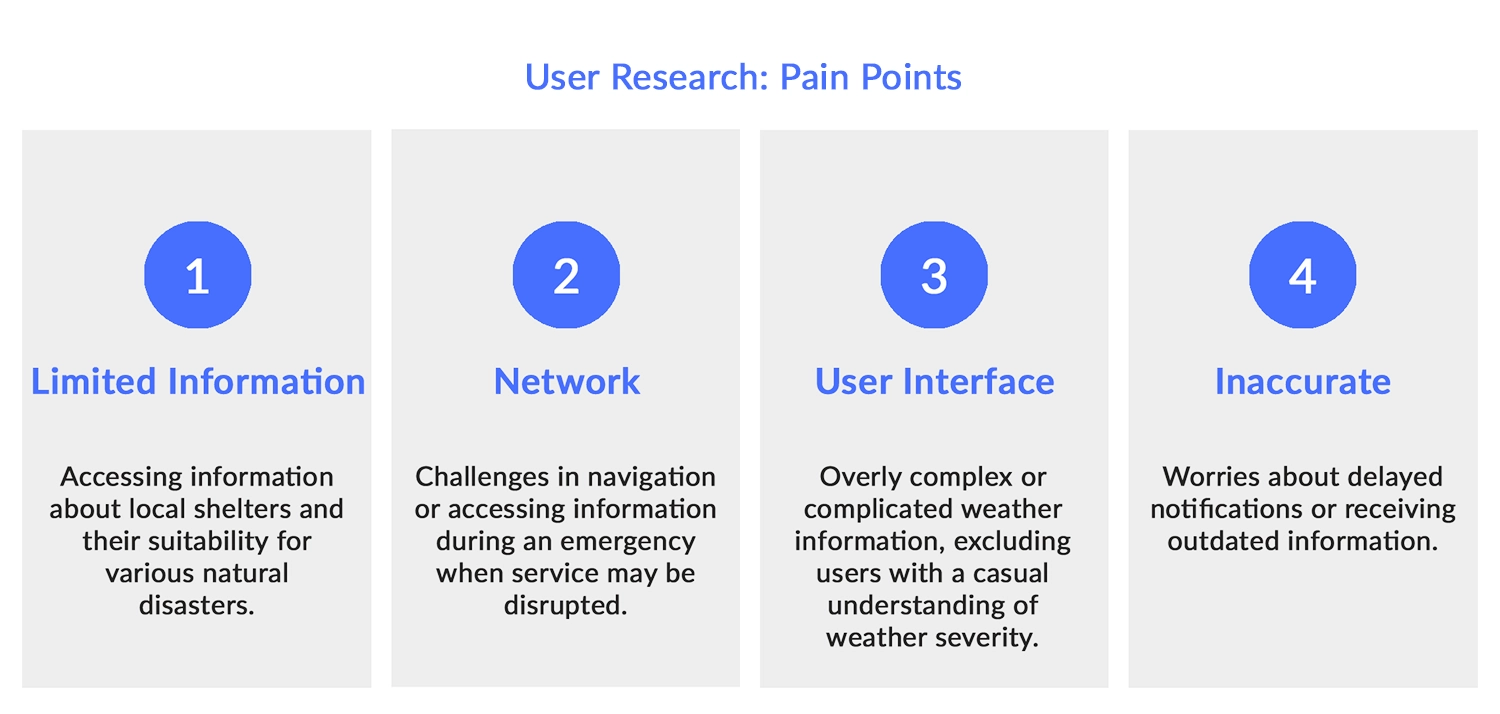 User Research: Pain Points
1
Limited Information
Accessing information
about local shelters and
their suitability for
various natural
disasters.
2
Network
Challenges in navigation
or accessing information
during an emergency
when service may be
disrupted.
3
User Interface
Overly complex or
complicated weather
information, excluding
users with a casual
understanding of
weather severity.
4
Inaccurate
Worries about delayed
notifications or receiving
outdated information.